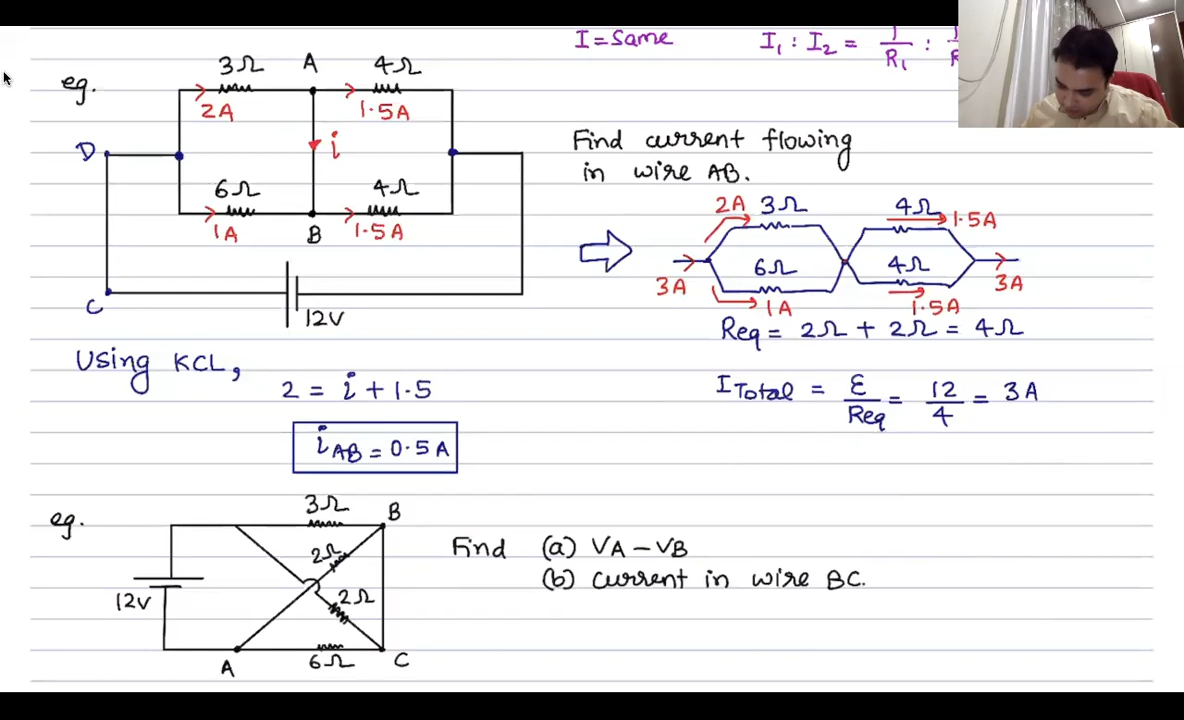 I = Same
I₁ : I₂ = 1/R₁ :
eg.
3Ω
A
4Ω
2A
1.5A
i
D
6Ω
4Ω
1A
B
1.5A
C
12V
Find current flowing
in wire AB.
2A 3Ω
4Ω
1.5A
3A
6Ω
4Ω
3A
1A
1.5A
Req = 2Ω + 2Ω = 4Ω
Using KCL,
2 = i + 1.5
I Total = ε/Req = 12/4 = 3A
i AB = 0.5 A
eg.
3Ω
B
2Ω
12V
2Ω
A
6Ω
C
Find (a) VA – VB
(b) current in wire BC.